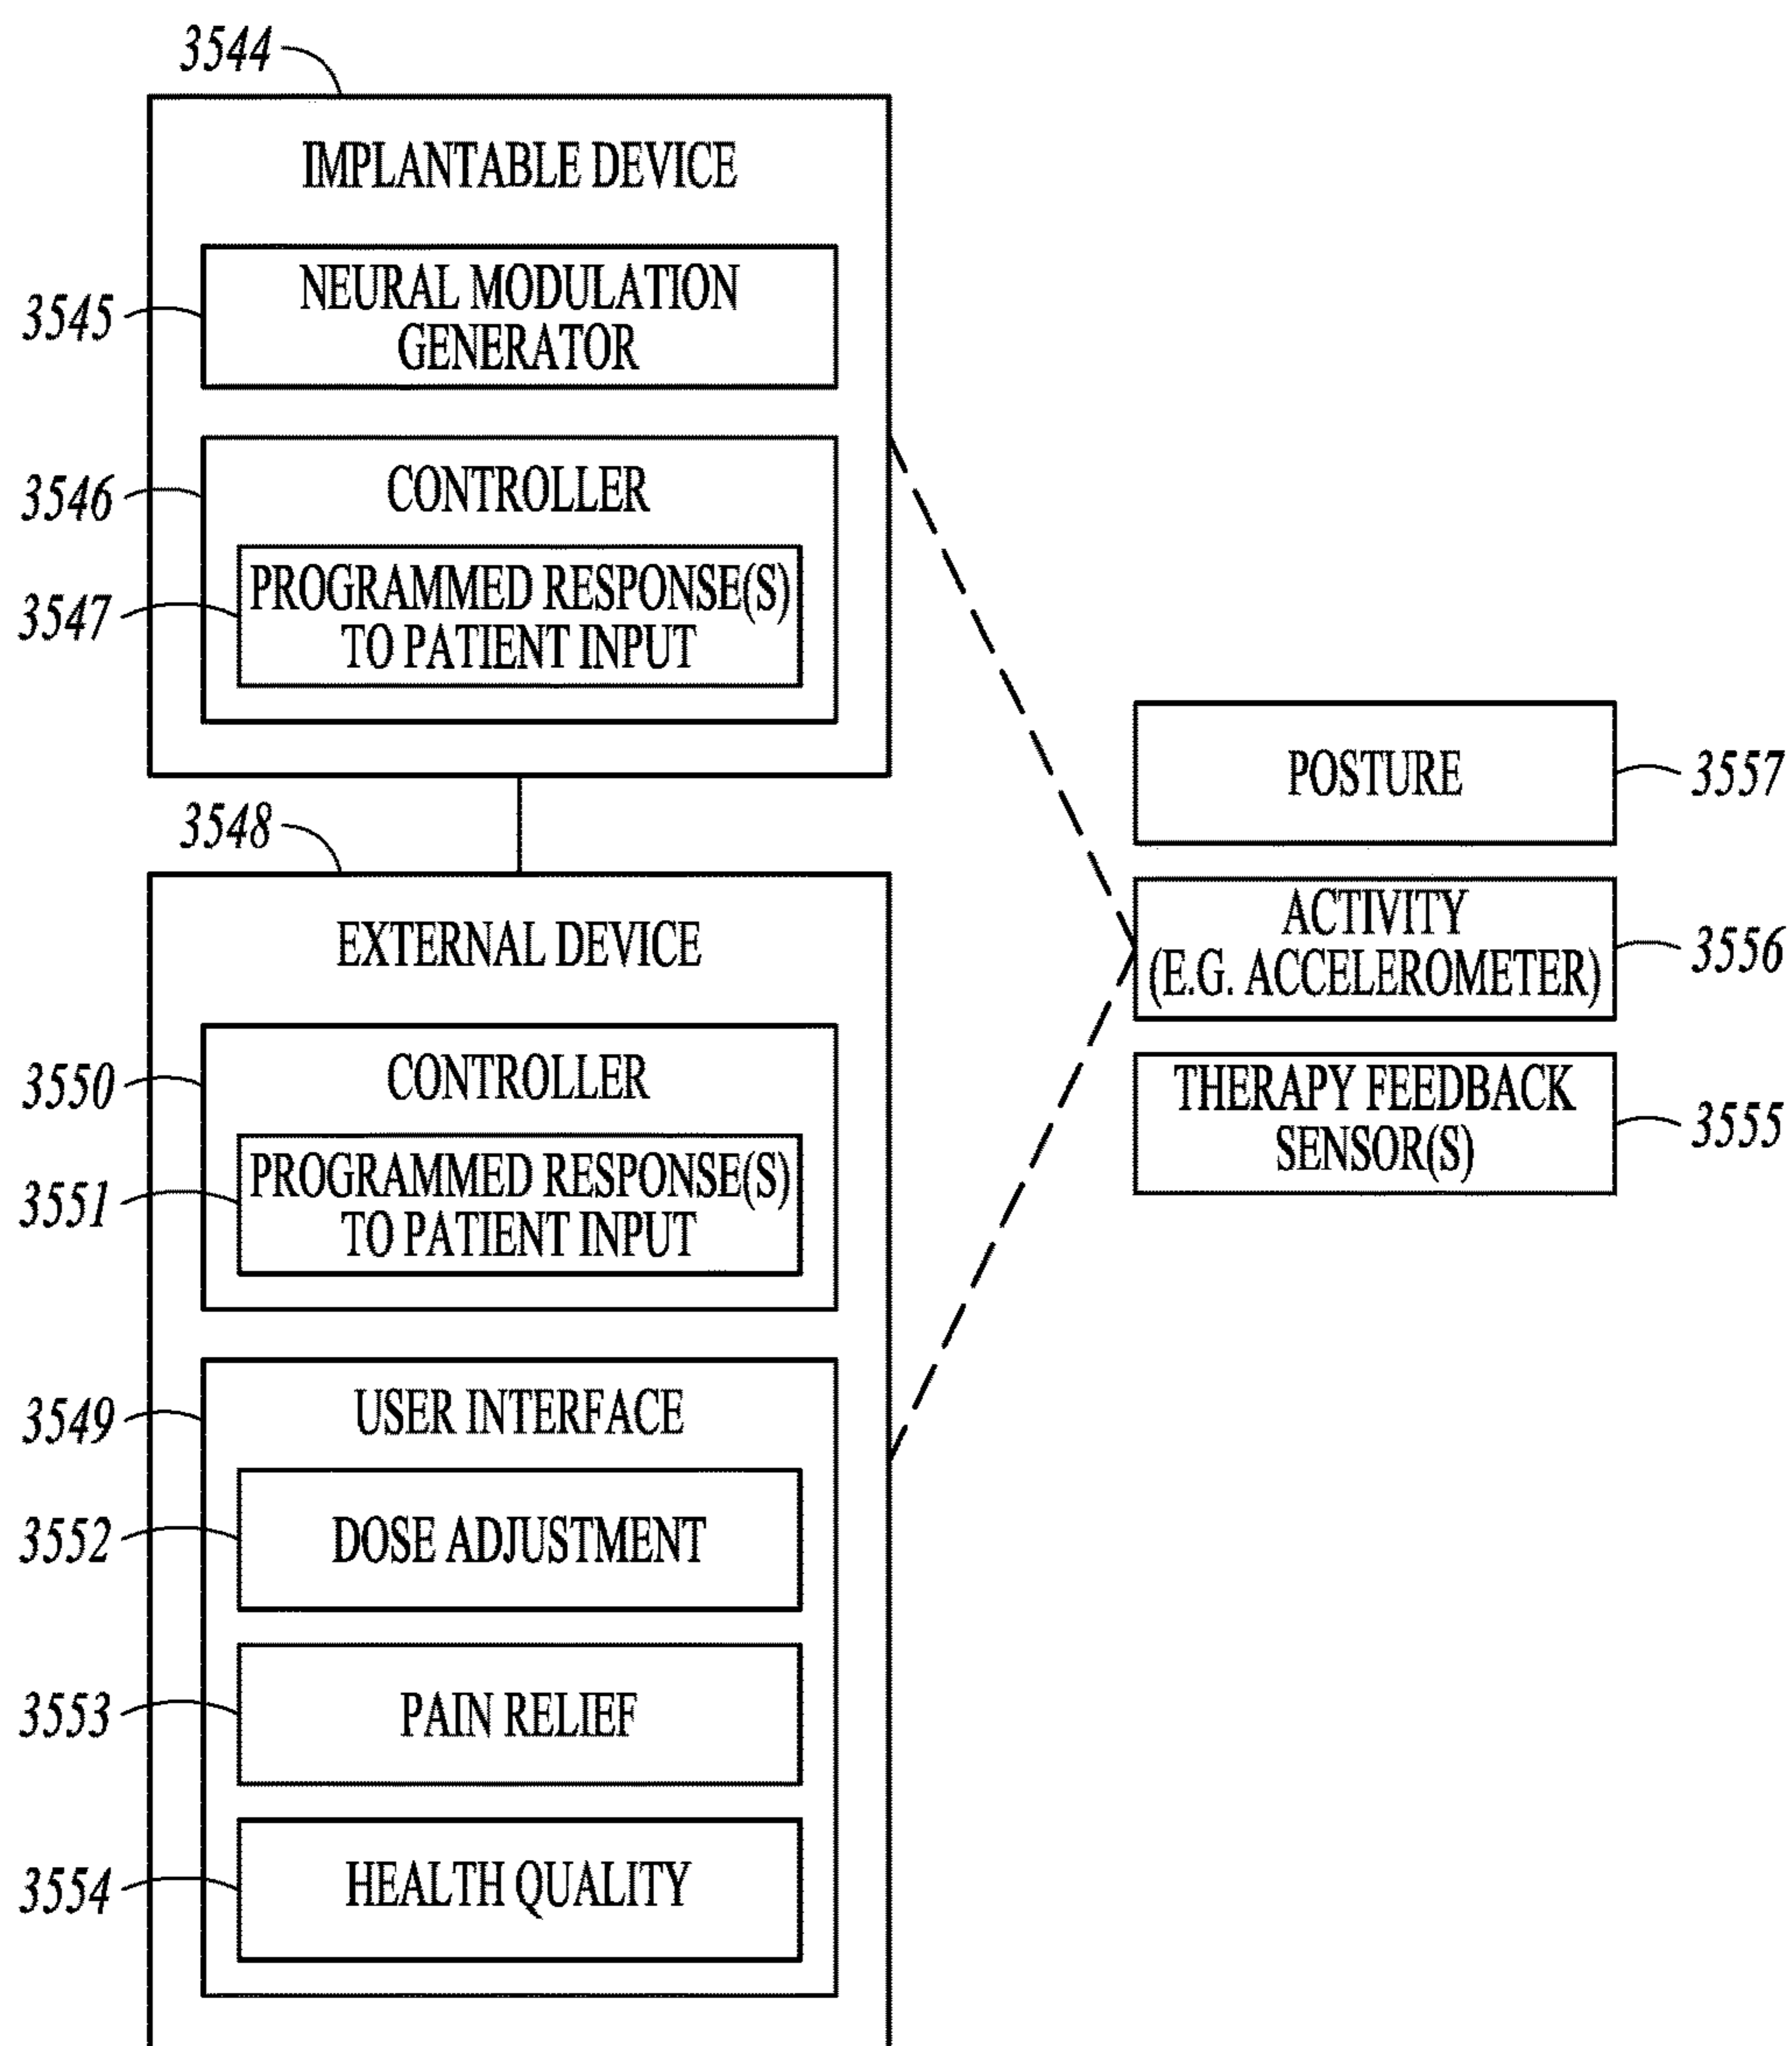 3544
IMPLANTABLE DEVICE
3545
NEURAL MODULATION
GENERATOR
3546
CONTROLLER
3547
PROGRAMMED RESPONSE(S)
TO PATIENT INPUT
3548
EXTERNAL DEVICE
3550
CONTROLLER
3551
PROGRAMMED RESPONSE(S)
TO PATIENT INPUT
3549
USER INTERFACE
3552
DOSE ADJUSTMENT
3553
PAIN RELIEF
3554
HEALTH QUALITY
POSTURE
3557
ACTIVITY
(E.G. ACCELEROMETER)
3556
THERAPY FEEDBACK
SENSOR(S)
3555